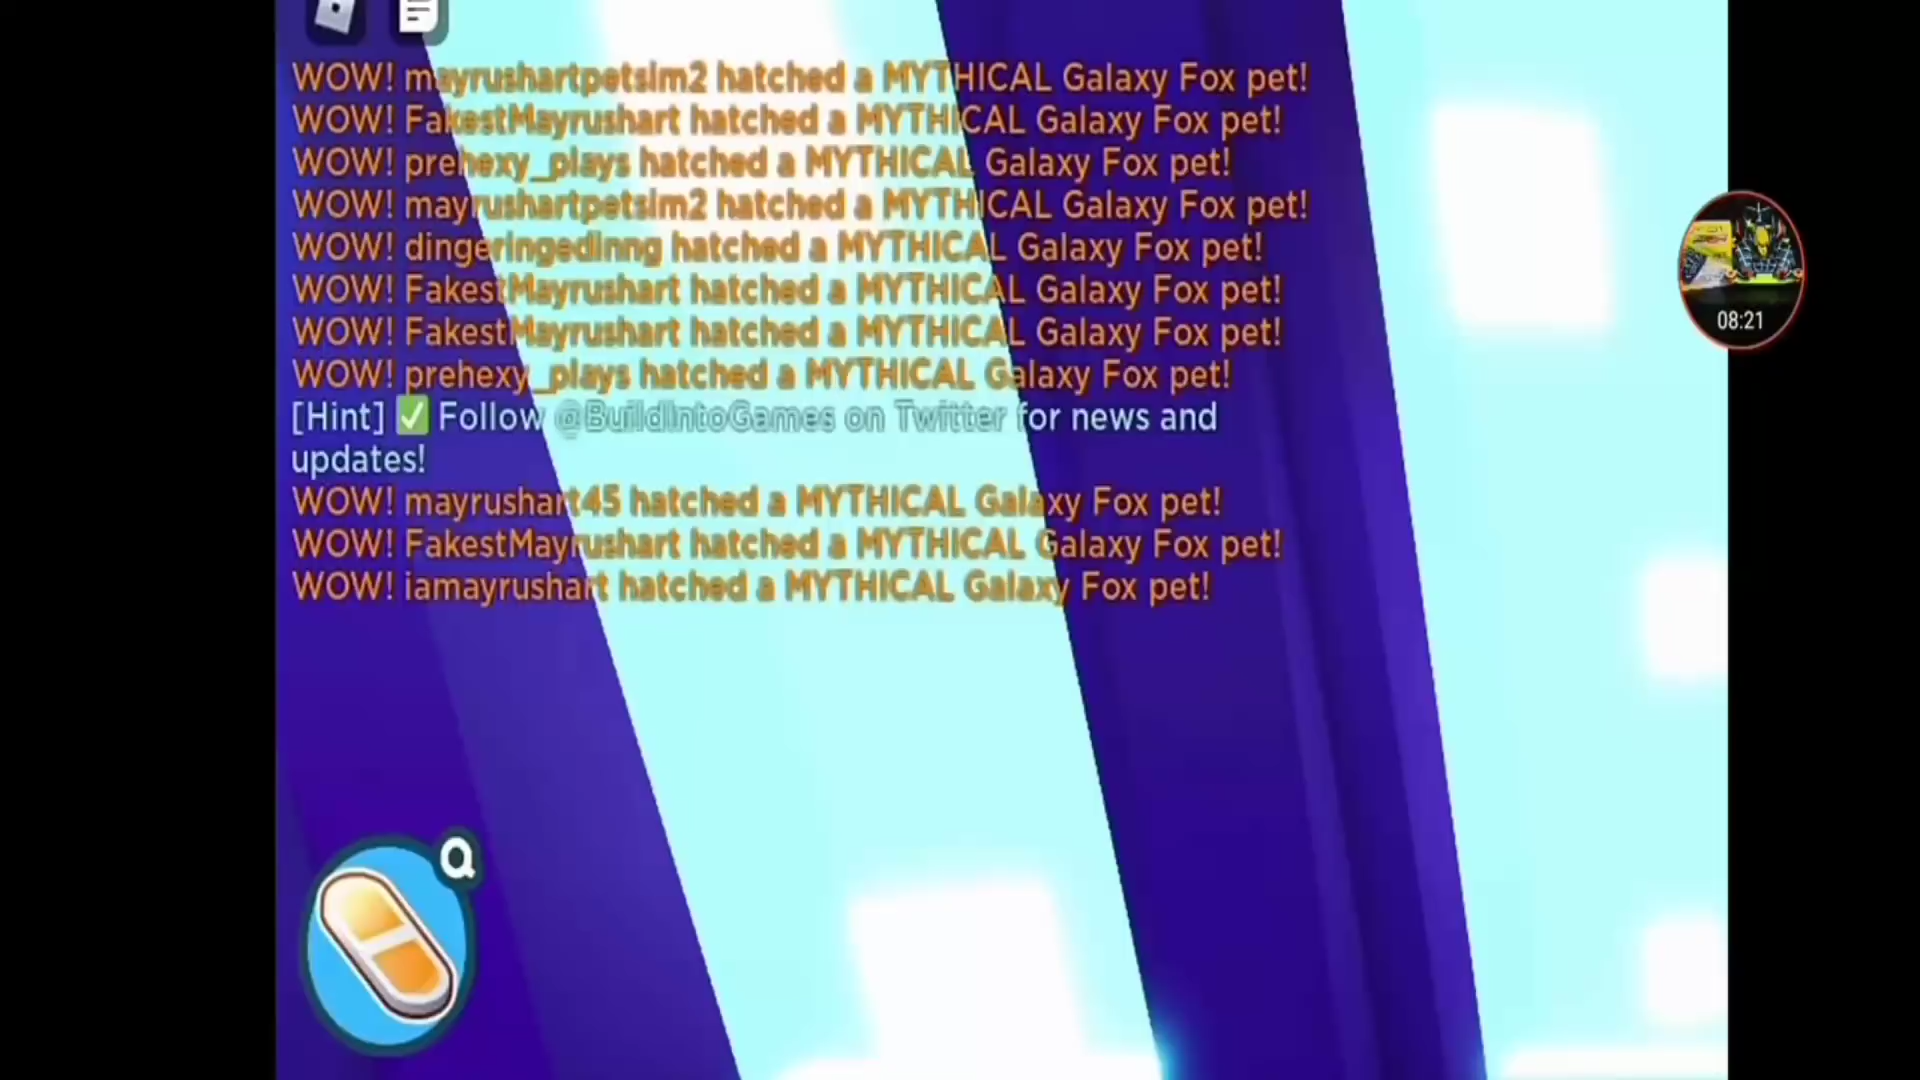 WOW! mayrushartpetsim2 hatched a MYTHICAL Galaxy Fox pet!
WOW! FakestMayrushart hatched a MYTHICAL Galaxy Fox pet!
WOW! prehexy_plays hatched a MYTHICAL Galaxy Fox pet!
WOW! mayrushartpetsim2 hatched a MYTHICAL Galaxy Fox pet!
WOW! dingeringedinng hatched a MYTHICAL Galaxy Fox pet!
WOW! FakestMayrushart hatched a MYTHICAL Galaxy Fox pet!
WOW! FakestMayrushart hatched a MYTHICAL Galaxy Fox pet!
WOW! prehexy_plays hatched a MYTHICAL Galaxy Fox pet!
[Hint] ✅ Follow @BuildIntoGames on Twitter for news and
updates!
WOW! mayrushart45 hatched a MYTHICAL Galaxy Fox pet!
WOW! FakestMayrushart hatched a MYTHICAL Galaxy Fox pet!
WOW! iamayrushart hatched a MYTHICAL Galaxy Fox pet!
08:21
Q